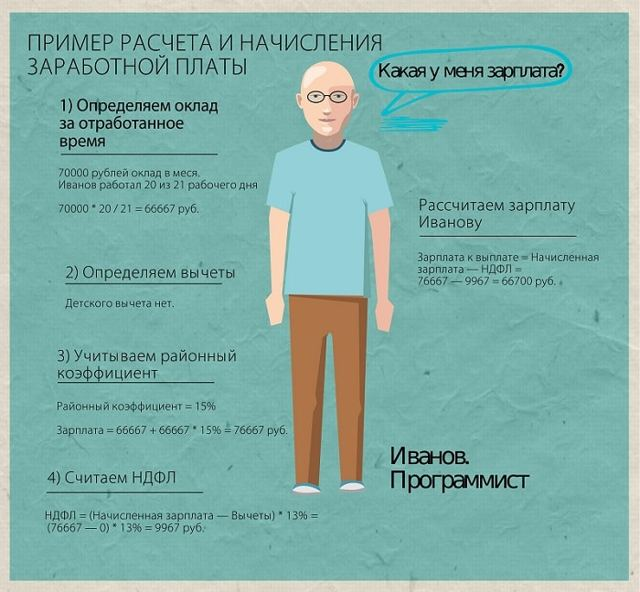 ПРИМЕР РАСЧЕТА И НАЧИСЛЕНИЯ
ЗАРАБОТНОЙ ПЛАТЫ
Какая у меня зарплата?
1) Определяем оклад
за отработанное
время
70000 рублей оклад в меся.
Иванов работал 20 из 21 рабочего дня
70000 * 20 / 21 = 66667 руб.
2) Определяем вычеты
Детского вычета нет.
3) Учитываем районный
коэффициент
Районный коэффициент = 15%
Зарплата = 66667 + 66667 * 15% = 76667 руб.
4) Считаем НДФЛ
НДФЛ = (Начисленная зарплата — Вычеты) * 13% =
(76667 — 0) * 13% = 9967 руб.
Рассчитаем зарплату
Иванову
Зарплата к выплате = Начисленная
зарплата — НДФЛ =
76667 — 9967 = 66700 руб.
Иванов.
Программист